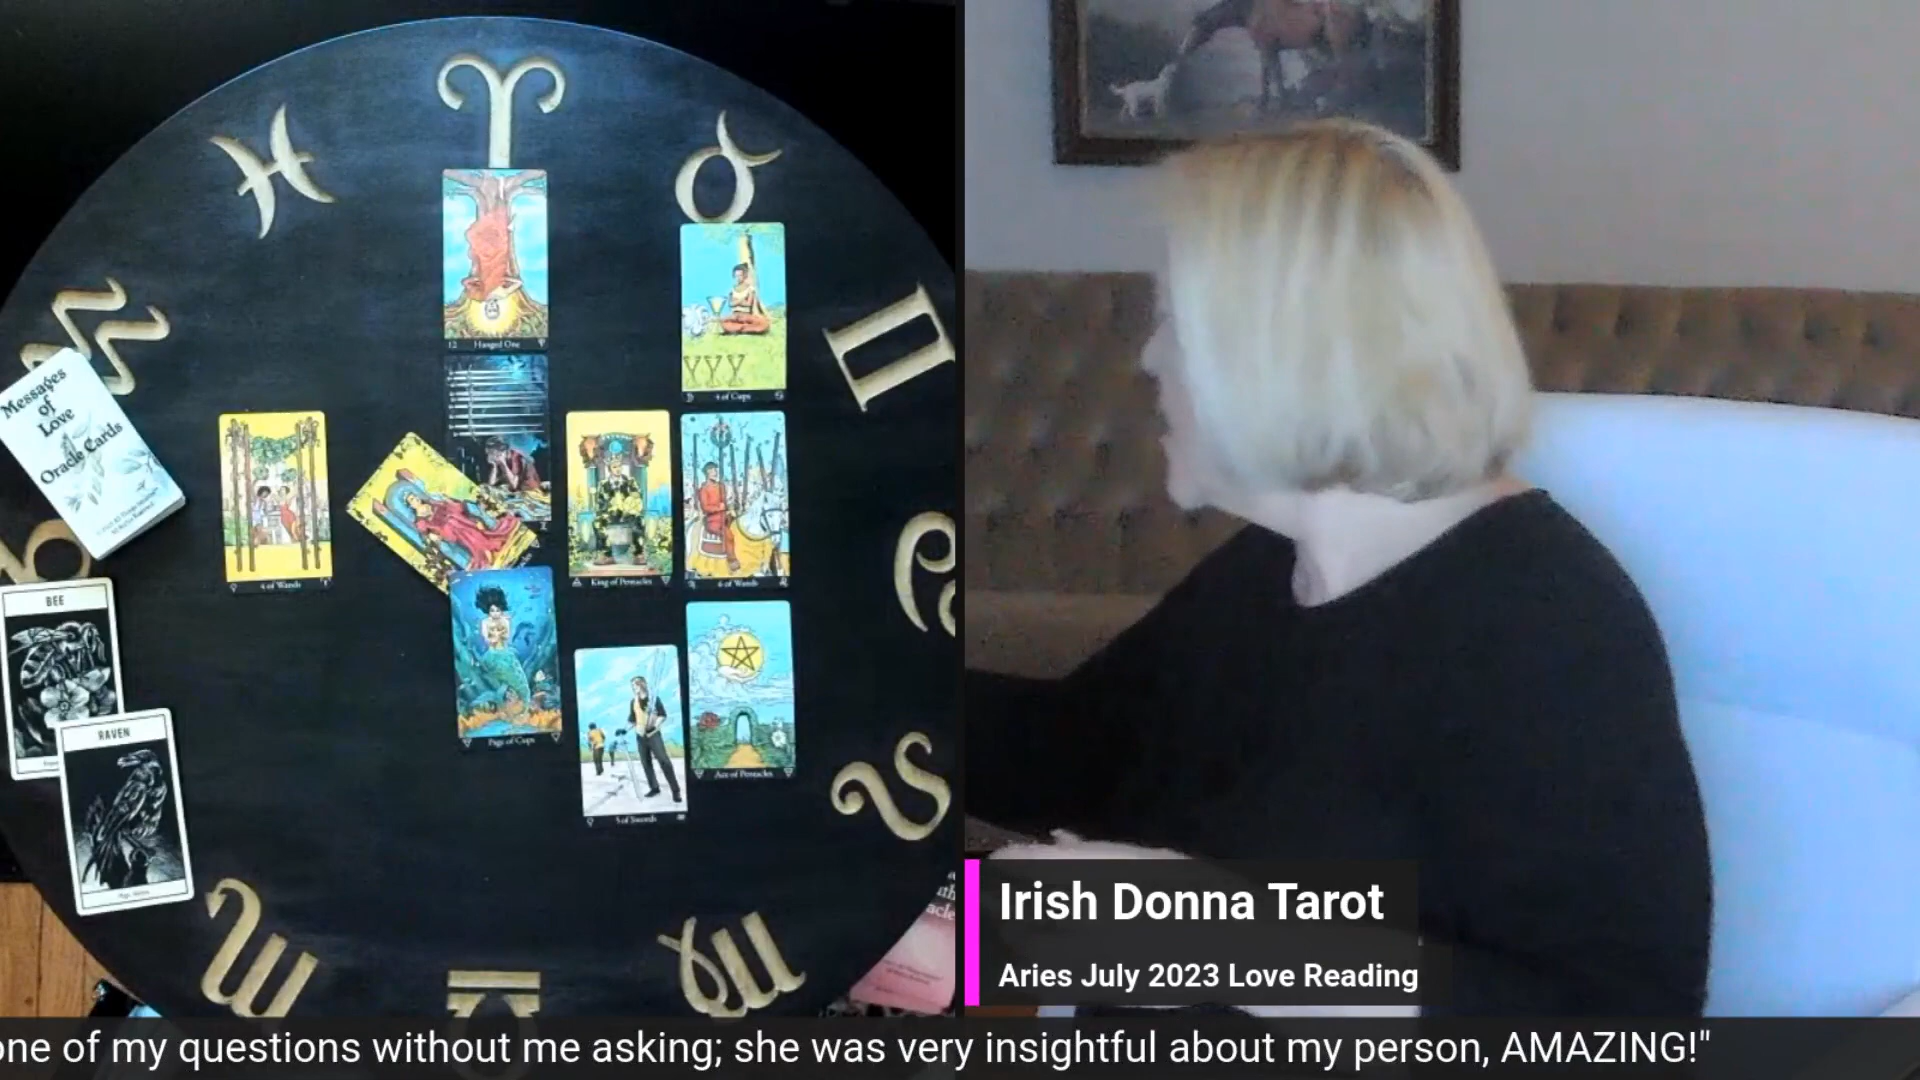 12 Hanged One
4 of Cups
Messages
of
Love
Oracle Cards
4 of Wands
King of Pentacles
6 of Wands
BEE
RAVEN
Page of Cups
Ace of Pentacles
5 of Swords
Irish Donna Tarot
Aries July 2023 Love Reading
one of my questions without me asking; she was very insightful about my person, AMAZING!"